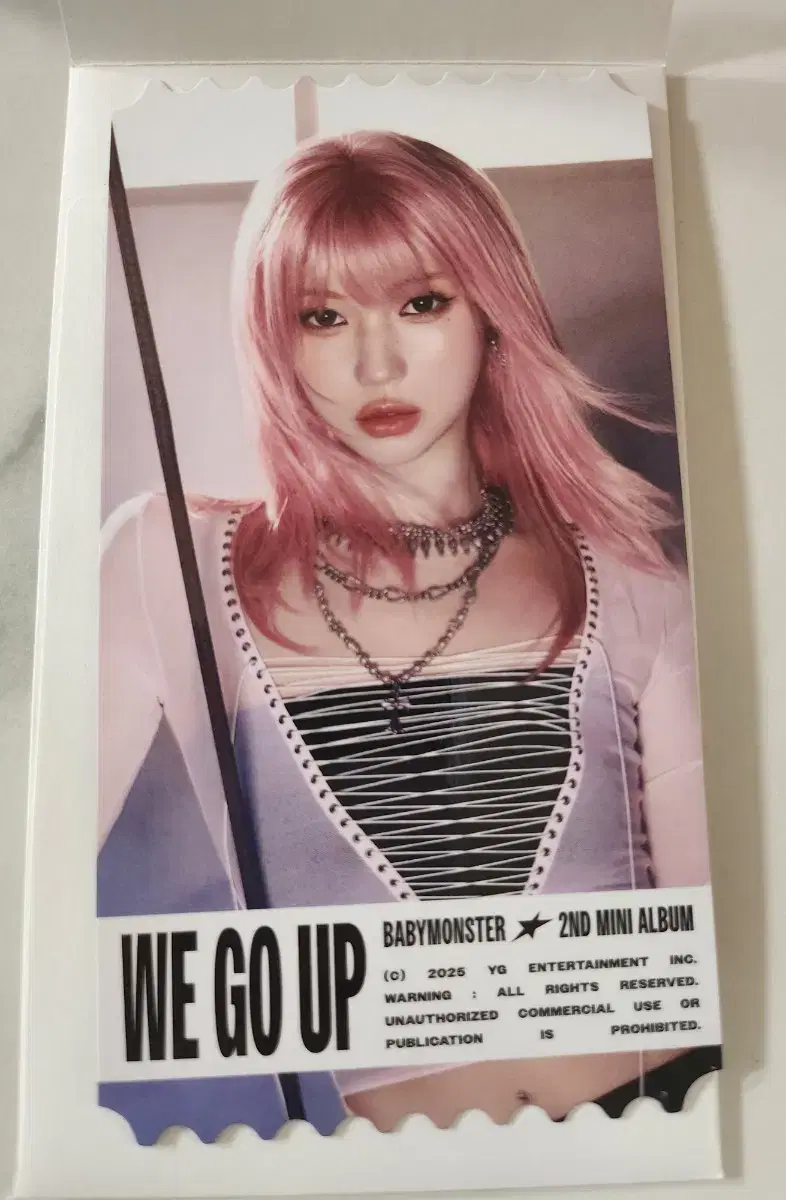 WE GO UP
BABYMONSTER ★ 2ND MINI ALBUM
(c) 2025 YG ENTERTAINMENT INC.
WARNING : ALL RIGHTS RESERVED.
UNAUTHORIZED COMMERCIAL USE OR
PUBLICATION IS PROHIBITED.